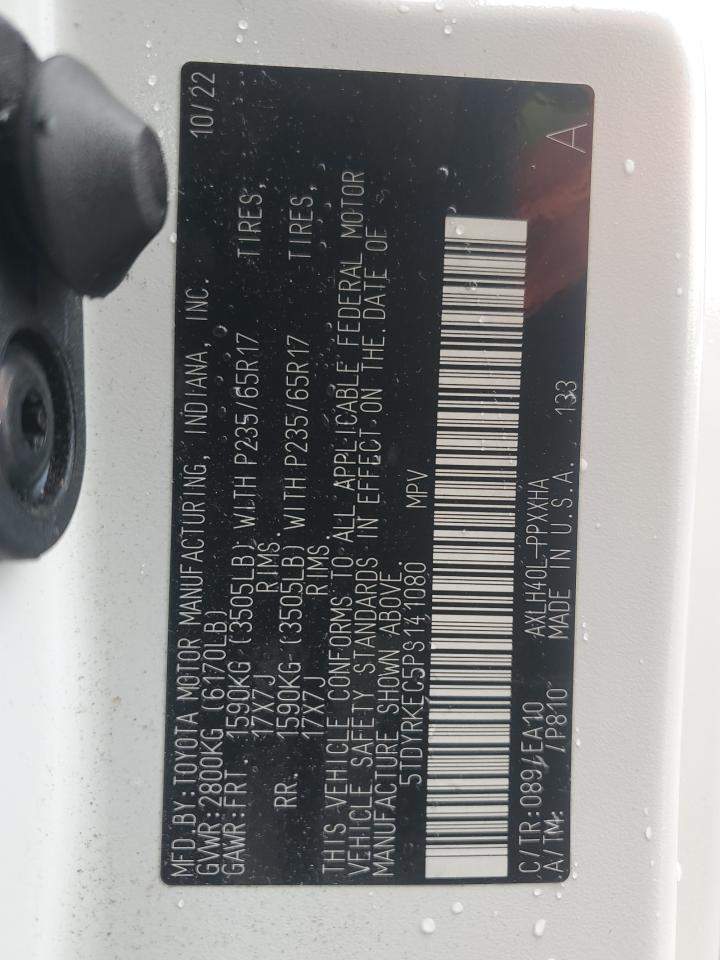 MFD.BY:TOYOTA MOTOR MANUFACTURING, INDIANA, INC. 10/22
GVWR:2800KG (6170LB)
GAWR:FRT. 1590KG (3505LB) WITH P235/65R17 TIRES,
17X7J RIMS.
RR. 1590KG (3505LB) WITH P235/65R17 TIRES,
17X7J RIMS
THIS VEHICLE CONFORMS TO ALL APPLICABLE FEDERAL MOTOR
VEHICLE SAFETY STANDARDS IN EFFECT ON THE DATE OF
MANUFACTURE SHOWN ABOVE.
5TDYRKEC5PS141080 MPV
C/TR:089/EA10 AXLH40L-PPXXHA
A/TM: /P810 MADE IN U.S.A. 133 A